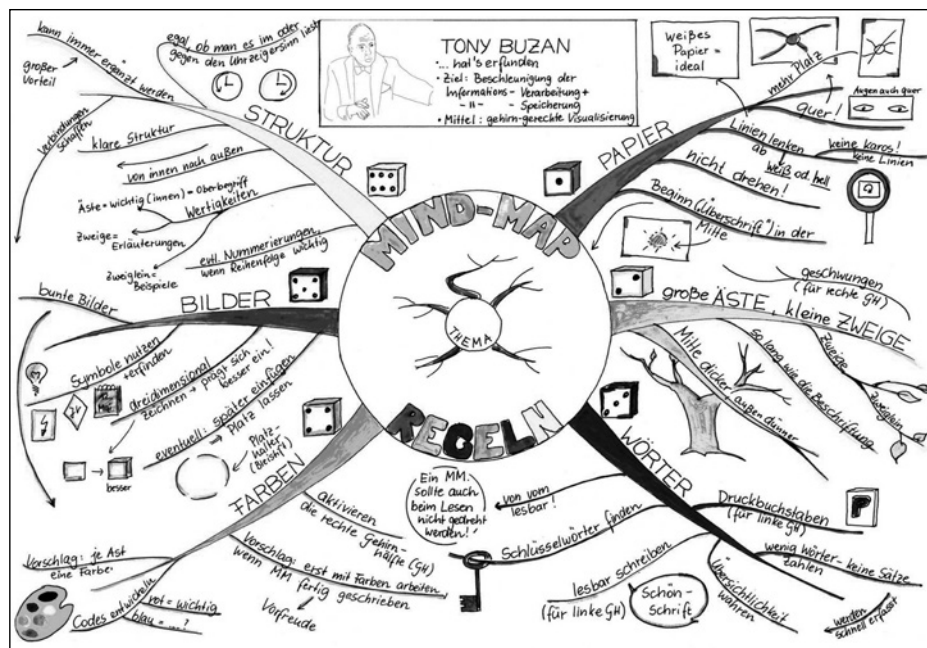 TONY BUZAN
... hat's erfunden
• Ziel: Beschleunigung der
Informations- Verarbeitung +
- " - - Speicherung
• Mittel: gehirn-gerechte Visualisierung
MIND-MAP
REGELN
THEMA
PAPIER
weißes
Papier =
ideal
mehr Platz
quer!
Augen auch quer
Linien lenken
ab
weiß od. hell
keine Karos!
keine Linien
nicht drehen!
Beginn ("Überschrift") in der
Mitte
große ÄSTE, kleine ZWEIGE
geschwungen
(für rechte GH)
Mitte dicker, außen dünner
so lang wie die Beschriftung
Zweige
Zweiglein
WÖRTER
Druckbuchstaben
(für linke GH)
P
wenig Wörter - keine Sätze
zahlen
werden
schnell erfasst
Übersichtlichkeit
wahren
lesbar schreiben
(für linke GH)
Schön-
Schrift
Schlüsselwörter finden
von vorn
lesbar!
Ein MM
sollte auch
beim Lesen
nicht gedreht
werden!
FARBEN
aktivieren
die rechte Gehirn-
hälfte (GH)
Vorschlag: erst mit Farben arbeiten,
wenn MM fertig geschrieben
Vorfreude
Vorschlag: je Ast
eine Farbe
Codes entwickeln
rot = wichtig
blau = ...?
BILDER
bunte Bilder
Symbole nutzen
+ erfinden
dreidimensional
zeichnen → prägt sich
besser ein!
besser
eventuell: später einfügen
→ Platz lassen
Platz-
halter
(Bleistift)
STRUKTUR
kann immer ergänzt werden
großer
Vorteil
egal, ob man es im oder
gegen den Uhrzeigersinn liest
Verbindungen
schaffen
klare Struktur
von innen nach außen
Wertigkeiten
Äste = wichtig (innen) = Oberbegriff
Zweige =
Erläuterungen
Zweiglein =
Beispiele
evtl. Nummerierungen
wenn Reihenfolge wichtig